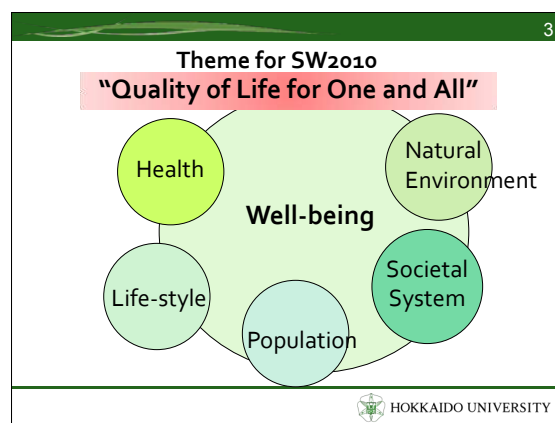 3
Theme for SW2010
“Quality of Life for One and All”
Health
Natural
Environment
Well-being
Life-style
Societal
System
Population
HOKKAIDO UNIVERSITY